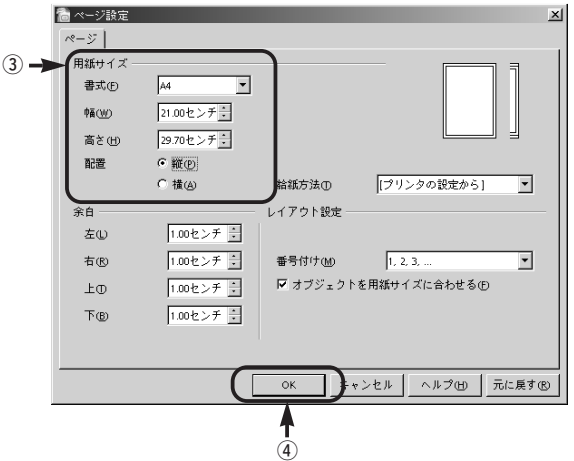 ページ設定
ページ
③
用紙サイズ
書式(F) A4
幅(W) 21.00センチ
高さ(H) 29.70センチ
配置 縦(P)
横(A)
給紙方法(I) [プリンタの設定から]
余白
レイアウト設定
左(L) 1.00センチ
右(R) 1.00センチ
番号付け(M) 1, 2, 3, ...
上(T) 1.00センチ
オブジェクトを用紙サイズに合わせる(F)
下(B) 1.00センチ
OK キャンセル ヘルプ(H) 元に戻す(R)
④